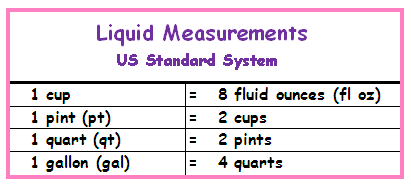 Liquid Measurements
US Standard System
1 cup = 8 fluid ounces (fl oz)
1 pint (pt) = 2 cups
1 quart (qt) = 2 pints
1 gallon (gal) = 4 quarts